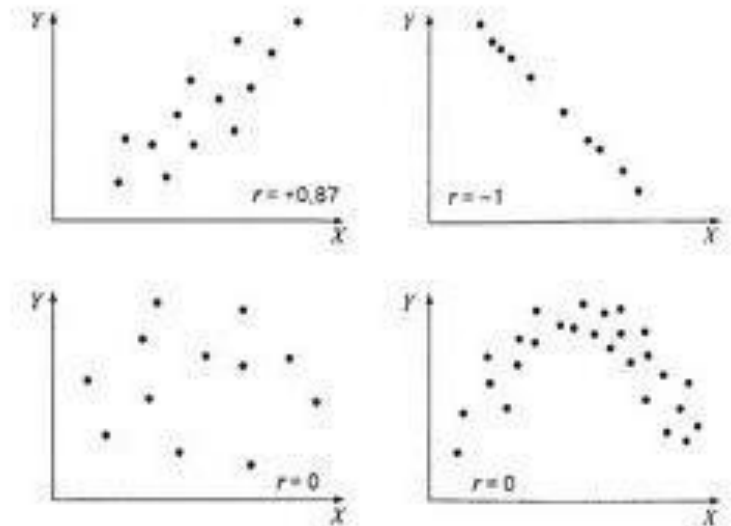 Y
r = +0,87
X
Y
r = -1
X
Y
r = 0
X
Y
r = 0
X